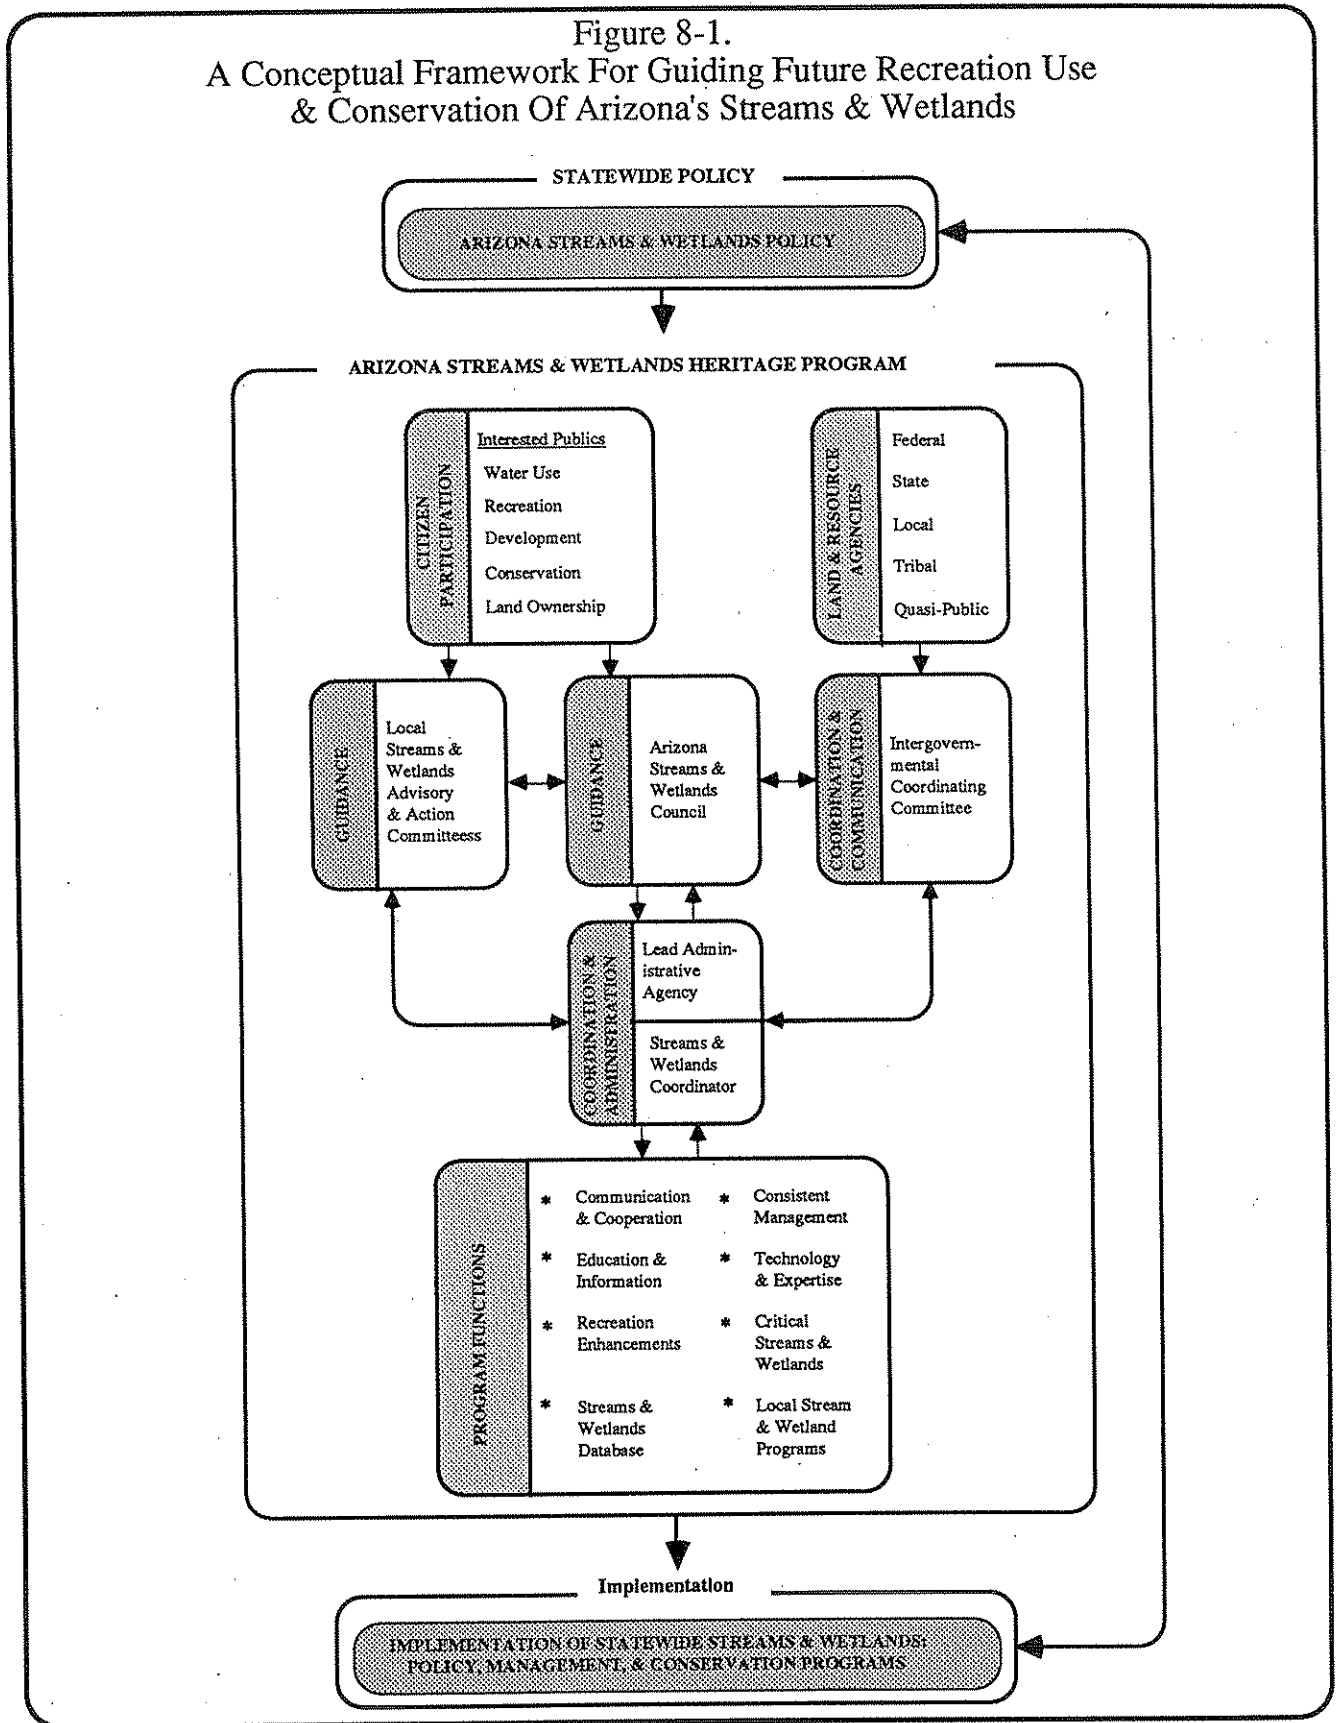 Figure 8-1.
A Conceptual Framework For Guiding Future Recreation Use
& Conservation Of Arizona's Streams & Wetlands
STATEWIDE POLICY
ARIZONA STREAMS & WETLANDS POLICY
ARIZONA STREAMS & WETLANDS HERITAGE PROGRAM
CITIZEN
PARTICIPATION
Interested Publics
Water Use
Recreation
Development
Conservation
Land Ownership
LAND & RESOURCE
AGENCIES
Federal
State
Local
Tribal
Quasi-Public
GUIDANCE
Local
Streams &
Wetlands
Advisory
& Action
Committeess
GUIDANCE
Arizona
Streams &
Wetlands
Council
COORDINATION &
COMMUNICATION
Intergovern-
mental
Coordinating
Committee
COORDINATION &
ADMINISTRATION
Lead Admin-
istrative
Agency
Streams &
Wetlands
Coordinator
PROGRAM FUNCTIONS
* Communication
& Cooperation
* Education &
Information
* Recreation
Enhancements
* Streams &
Wetlands
Database
* Consistent
Management
* Technology
& Expertise
* Critical
Streams &
Wetlands
* Local Stream
& Wetland
Programs
Implementation
IMPLEMENTATION OF STATEWIDE STREAMS & WETLANDS:
POLICY, MANAGEMENT, & CONSERVATION PROGRAMS